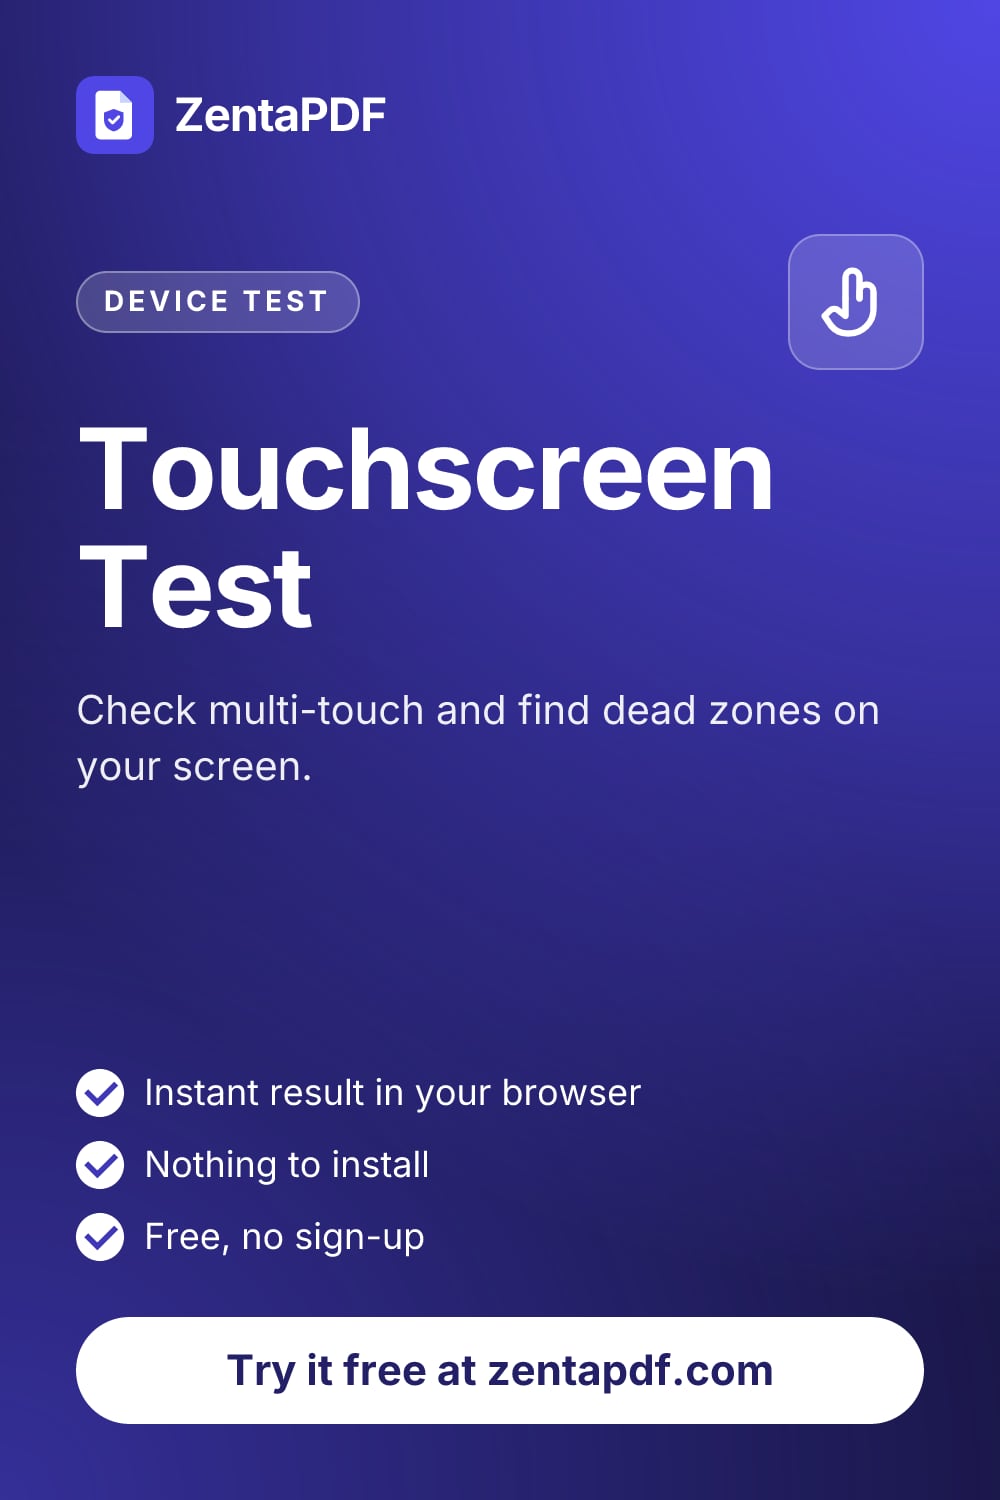 ZentaPDF
DEVICE TEST
Touchscreen
Test
Check multi-touch and find dead zones on
your screen.
Instant result in your browser
Nothing to install
Free, no sign-up
Try it free at zentapdf.com